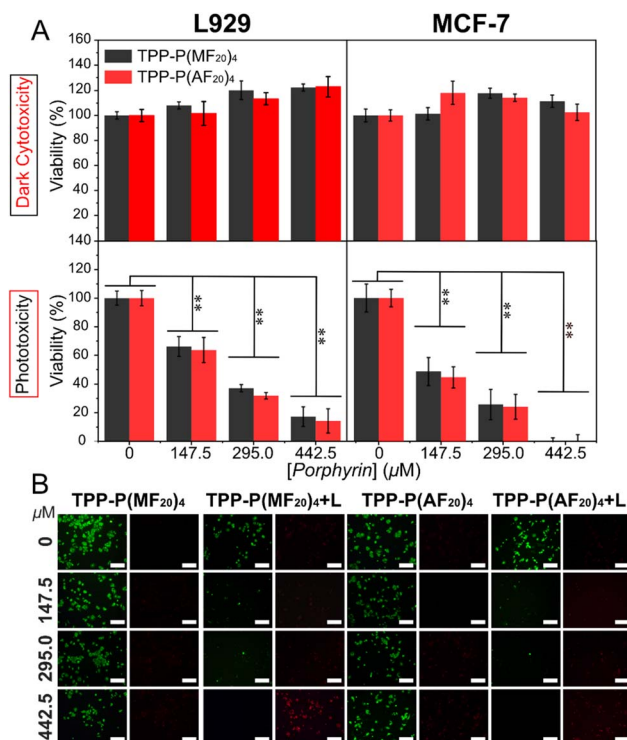 L929 MCF-7
A
Dark Cytotoxicity
Viability (%)
160
140
120
100
80
60
40
20
0
TPP-P(MF₂₀)₄
TPP-P(AF₂₀)₄
Phototoxicity
Viability (%)
140
120
100
80
60
40
20
0
**
**
**
**
**
**
0 147.5 295.0 442.5 0 147.5 295.0 442.5
[Porphyrin] (μM)
B
TPP-P(MF₂₀)₄ TPP-P(MF₂₀)₄+L TPP-P(AF₂₀)₄ TPP-P(AF₂₀)₄+L
μM
0
147.5
295.0
442.5